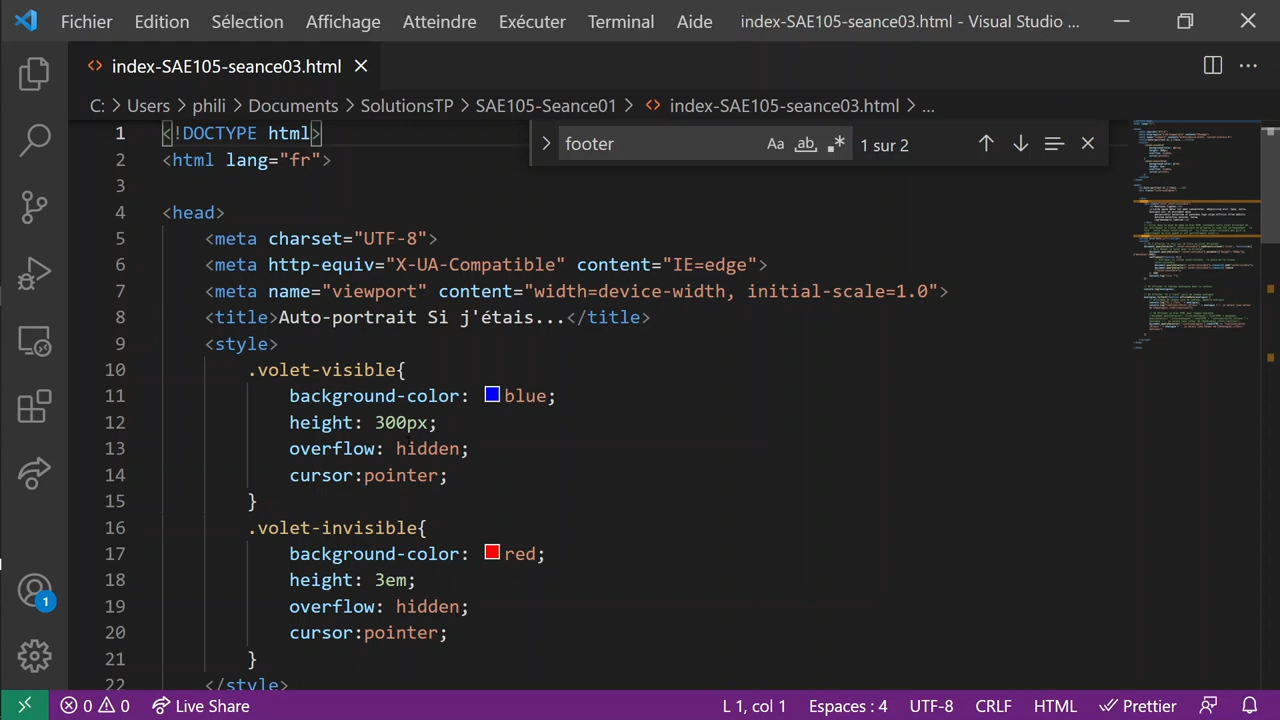 Fichier Edition Sélection Affichage Atteindre Exécuter Terminal Aide index-SAE105-seance03.html - Visual Studio ...
index-SAE105-seance03.html
C: > Users > phili > Documents > SolutionsTP > SAE105-Seance01 > index-SAE105-seance03.html > ...
footer Aa ab 1 sur 2
1 <!DOCTYPE html>
2 <html lang="fr">
3
4 <head>
5 <meta charset="UTF-8">
6 <meta http-equiv="X-UA-Compatible" content="IE=edge">
7 <meta name="viewport" content="width=device-width, initial-scale=1.0">
8
9 <style>
10 .volet-visible{
11 background-color: blue;
12 height: 300px;
13 overflow: hidden;
14 cursor:pointer;
15 }
16 .volet-invisible{
17 background-color: red;
18 height: 3em;
19 overflow: hidden;
20 cursor:pointer;
21 }
22 </style>
1
0 0 Live Share L 1, col 1 Espaces : 4 UTF-8 CRLF HTML Prettier